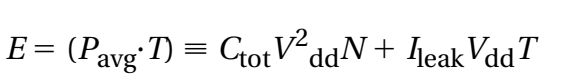 E = (P_avg·T) ≡ C_tot V²_dd N + I_leak V_dd T